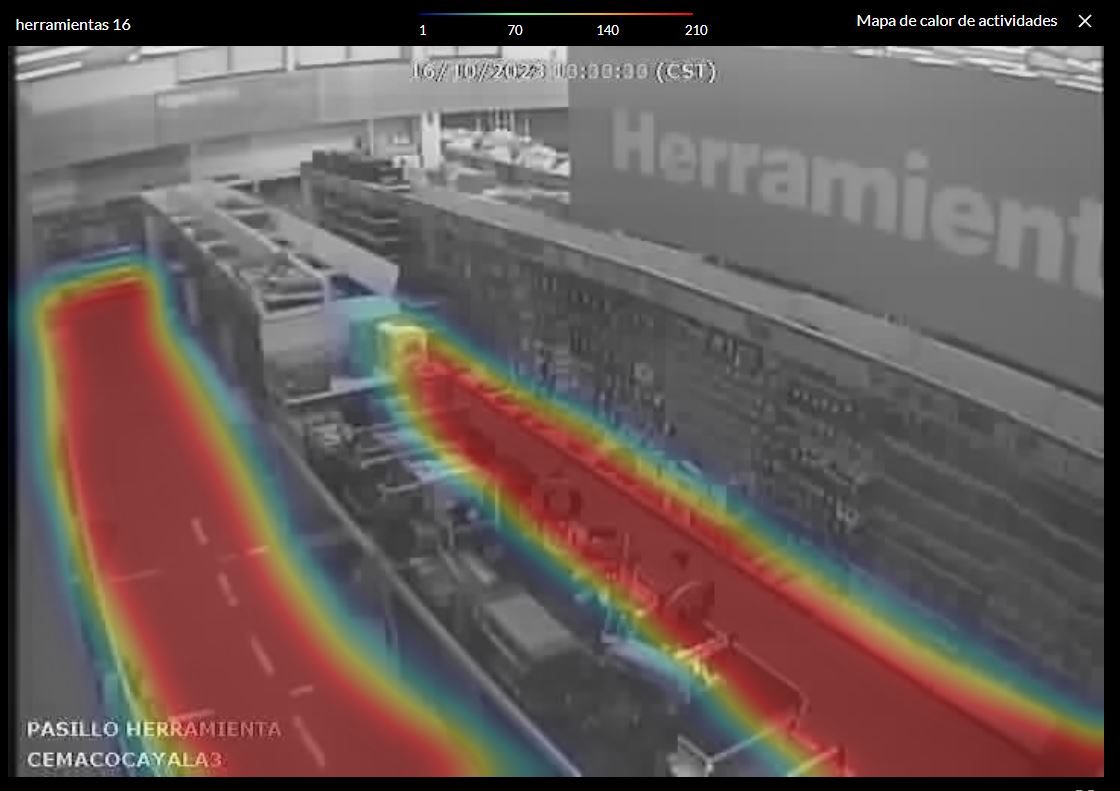 herramientas 16
1 70 140 210
Mapa de calor de actividades
16/10/2023 (CST)
Herramient
PASILLO HERRAMIENTA
CEMACOCAYALA3